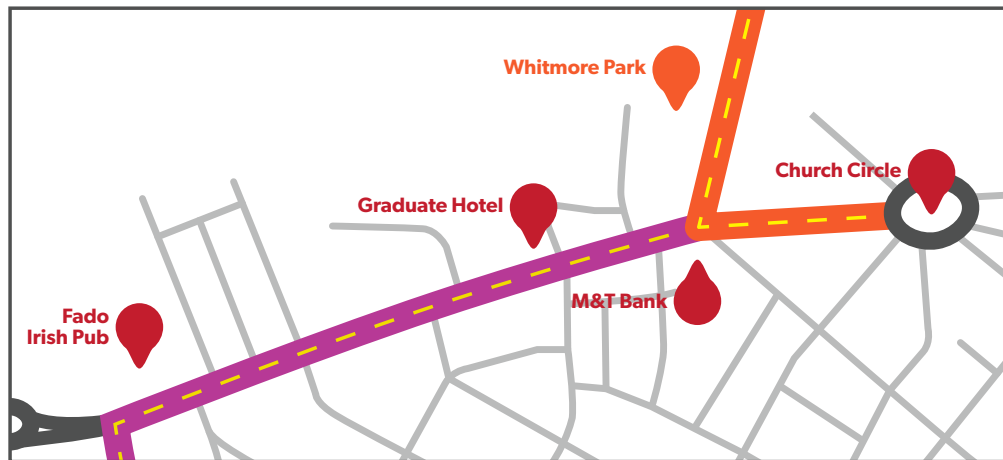 Whitmore Park
Church Circle
Graduate Hotel
M&T Bank
Fado
Irish Pub